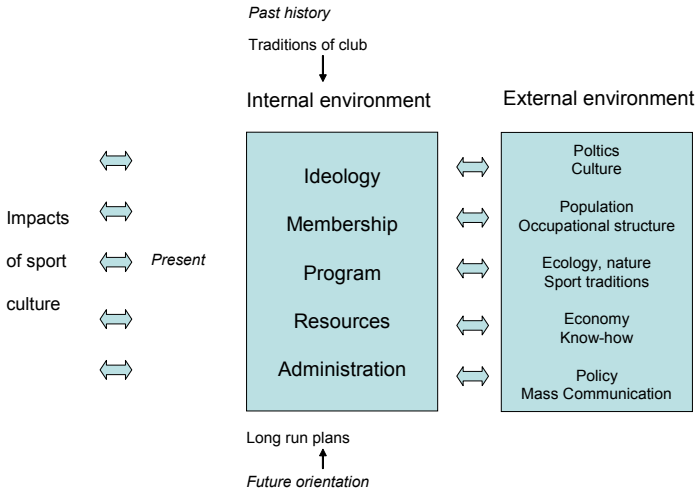 Past history
Traditions of club
Internal environment
External environment
Impacts
of sport
culture
Present
Ideology
Membership
Program
Resources
Administration
Poltics
Culture
Population
Occupational structure
Ecology, nature
Sport traditions
Economy
Know-how
Policy
Mass Communication
Long run plans
Future orientation